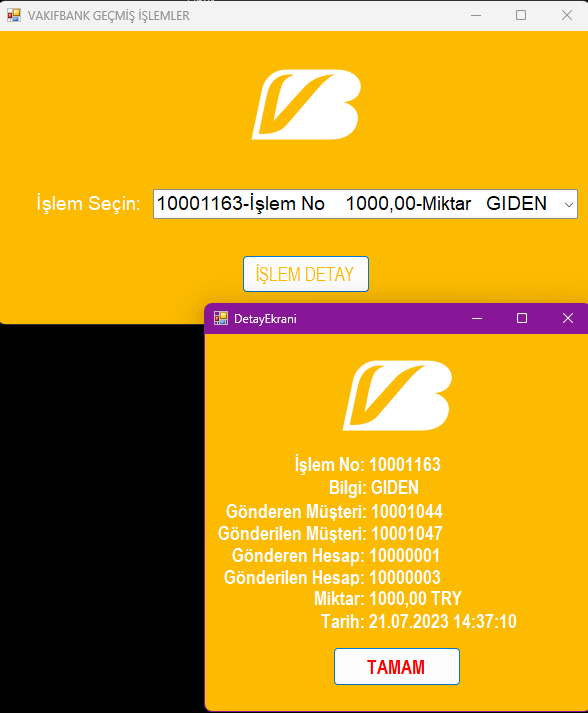 VAKIFBANK GEÇMİŞ İŞLEMLER
İşlem Seçin: 10001163-İşlem No 1000,00-Miktar GIDEN
İŞLEM DETAY
DetayEkrani
İşlem No: 10001163
Bilgi: GIDEN
Gönderen Müşteri: 10001044
Gönderilen Müşteri: 10001047
Gönderen Hesap: 10000001
Gönderilen Hesap: 10000003
Miktar: 1000,00 TRY
Tarih: 21.07.2023 14:37:10
TAMAM